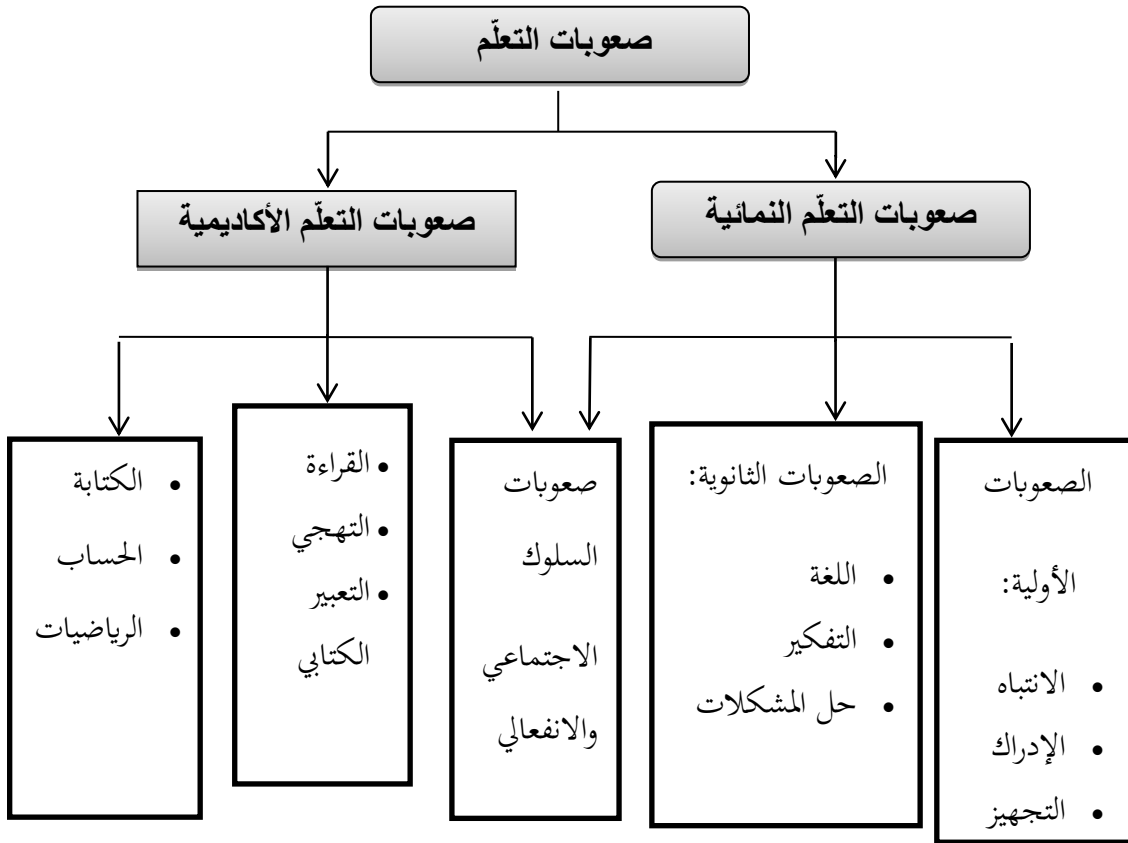 صعوبات التعلّم
صعوبات التعلّم النمائية
صعوبات التعلّم الأكاديمية
الصعوبات
الأولية:
• الانتباه
• الإدراك
• التجهيز
الصعوبات الثانوية:
• اللغة
• التفكير
• حل المشكلات
صعوبات
السلوك
الاجتماعي
والانفعالي
• القراءة
• التهجي
• التعبير
الكتابي
• الكتابة
• الحساب
• الرياضيات